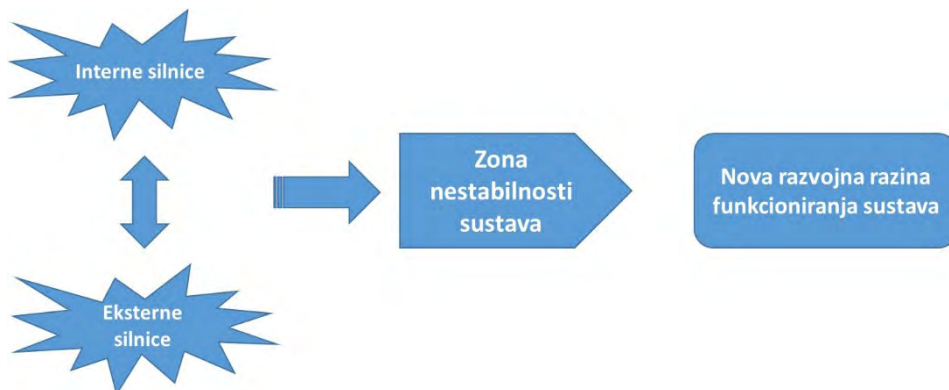 Interne silnice
Eksterne
silnice
Zona
nestabilnosti
sustava
Nova razvojna razina
funkcioniranja sustava